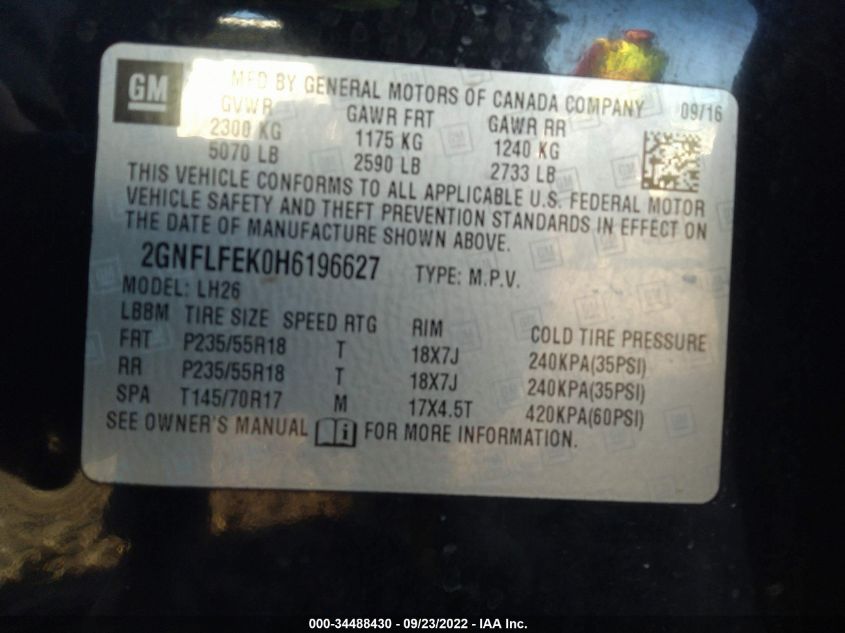 GM
MFD BY GENERAL MOTORS OF CANADA COMPANY 09/16
GVWR GAWR FRT GAWR RR
2300 KG 1175 KG 1240 KG
5070 LB 2590 LB 2733 LB
THIS VEHICLE CONFORMS TO ALL APPLICABLE U.S. FEDERAL MOTOR
VEHICLE SAFETY AND THEFT PREVENTION STANDARDS IN EFFECT ON
THE DATE OF MANUFACTURE SHOWN ABOVE.
2GNFLFEK0H6196627 TYPE: M.P.V.
MODEL: LH26
LBBM TIRE SIZE SPEED RTG RIM COLD TIRE PRESSURE
FRT P235/55R18 T 18X7J 240KPA(35PSI)
RR P235/55R18 T 18X7J 240KPA(35PSI)
SPA T145/70R17 M 17X4.5T 420KPA(60PSI)
SEE OWNER'S MANUAL i FOR MORE INFORMATION.
000-34488430 - 09/23/2022 - IAA Inc.